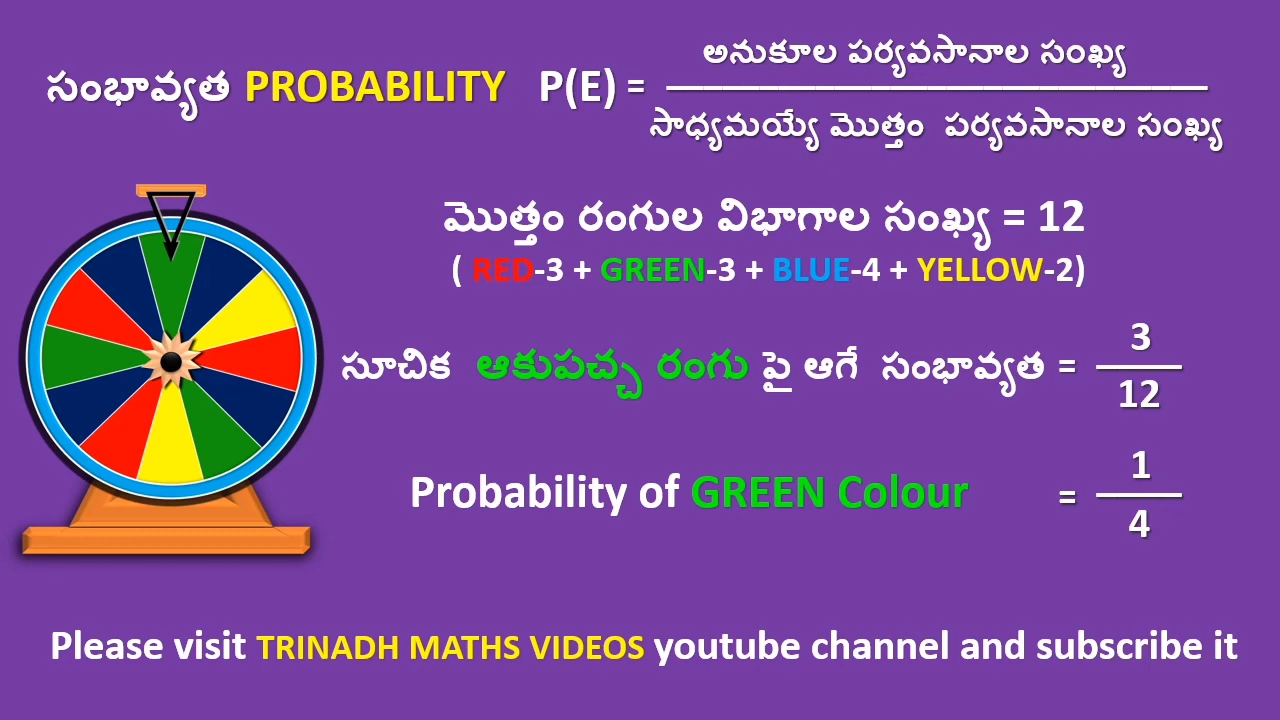 సంభావ్యత PROBABILITY P(E) =
అనుకూల పర్యవసానాల సంఖ్య
సాధ్యమయ్యే మొత్తం పర్యవసానాల సంఖ్య
మొత్తం రంగుల విభాగాల సంఖ్య = 12
( RED-3 + GREEN-3 + BLUE-4 + YELLOW-2)
సూచిక ఆకుపచ్చ రంగు పై ఆగే సంభావ్యత =
3
12
Probability of GREEN Colour =
1
4
Please visit TRINADH MATHS VIDEOS youtube channel and subscribe it